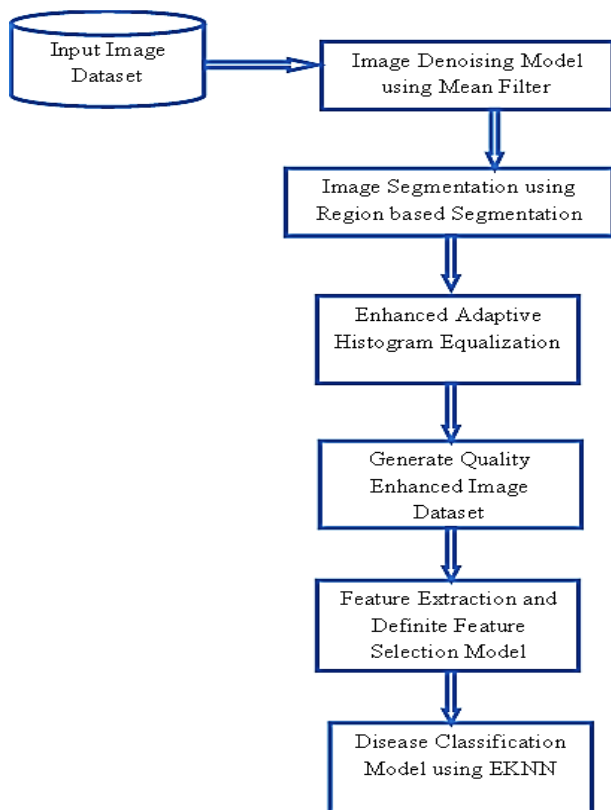 Input Image
Dataset
Image Denoising Model
using Mean Filter
Image Segmentation using
Region based Segmentation
Enhanced Adaptive
Histogram Equalization
Generate Quality
Enhanced Image
Dataset
Feature Extraction and
Definite Feature
Selection Model
Disease Classification
Model using EKNN